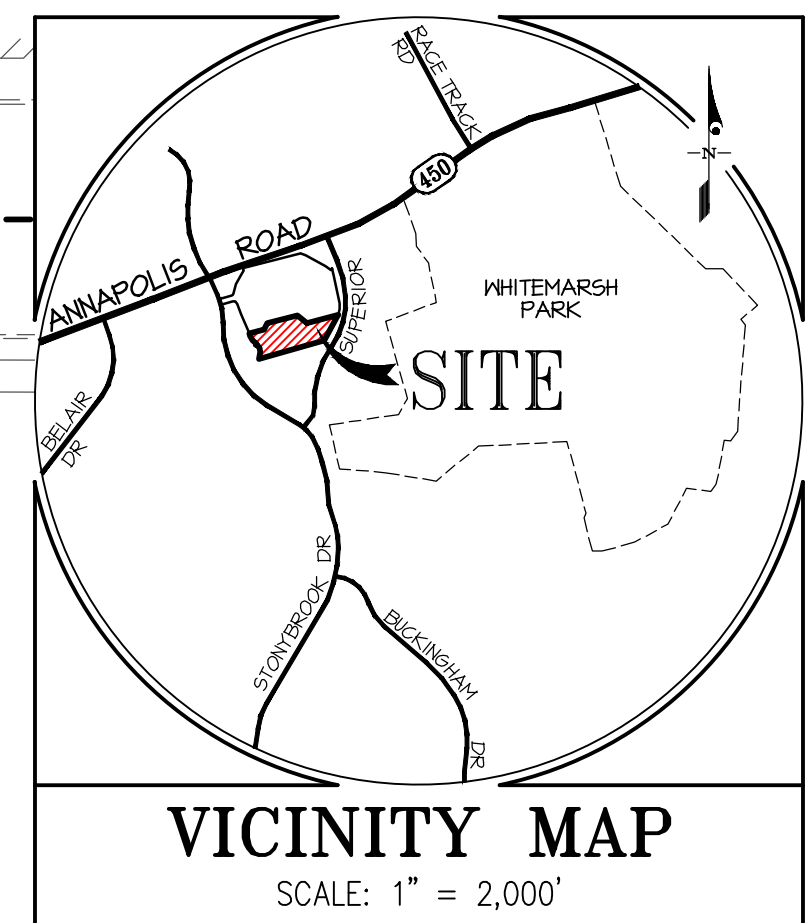 RACE TRACK
RD
450
N
ANNAPOLIS ROAD
SUPERIOR
WHITEMARSH
PARK
SITE
BELAIR
DR
STONYBROOK DR
BUCKINGHAM
DR
VICINITY MAP
SCALE: 1" = 2,000'